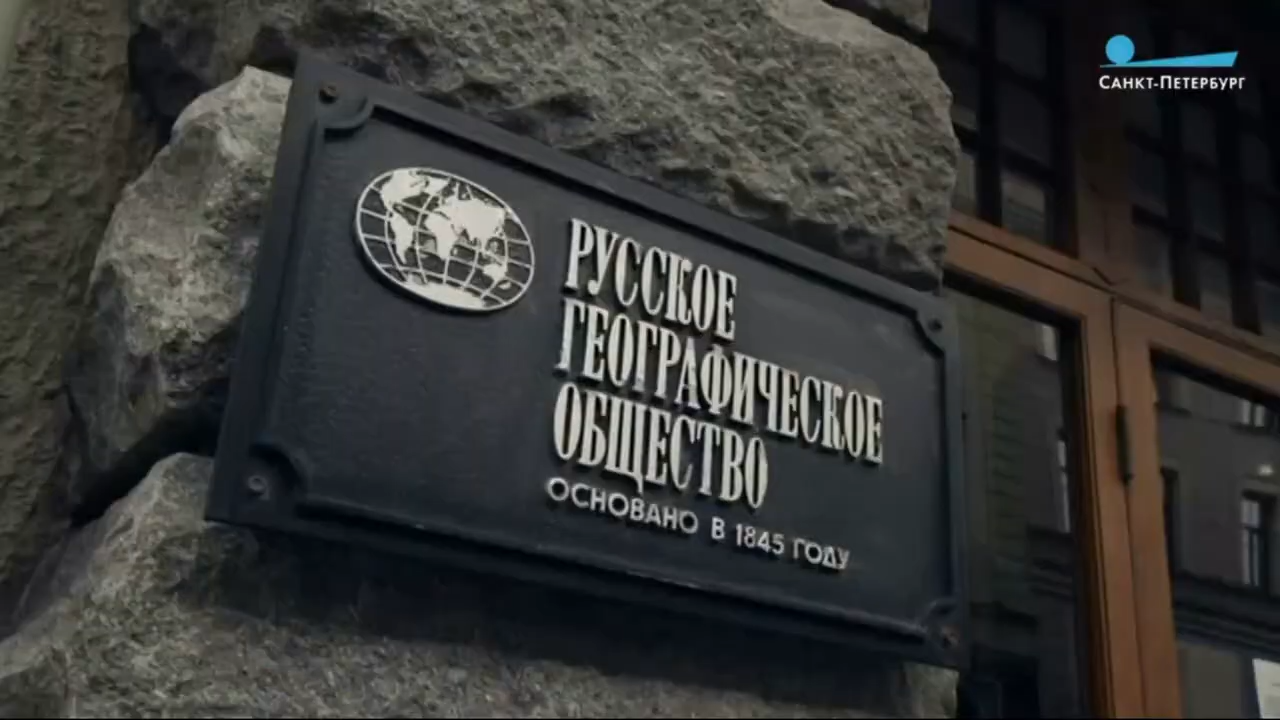 САНКТ-ПЕТЕРБУРГ
РУССКОЕ
ГЕОГРАФИЧЕСКОЕ
ОБЩЕСТВО
ОСНОВАНО В 1845 ГОДУ